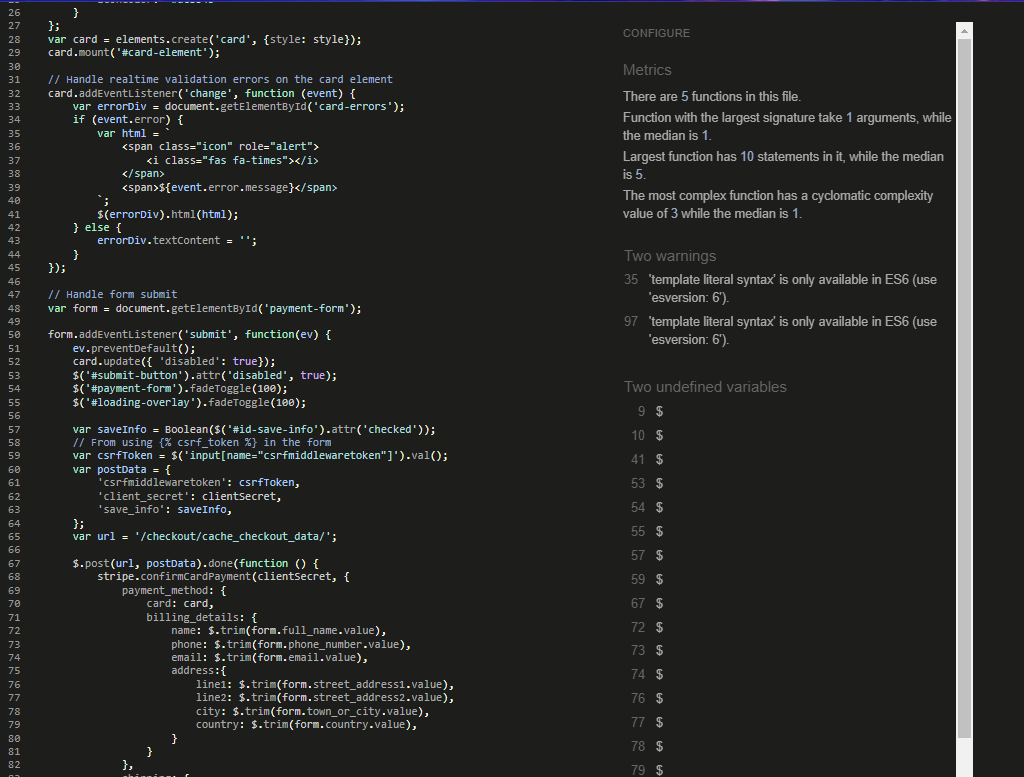 26         }
27     };
28     var card = elements.create('card', {style: style});
29     card.mount('#card-element');
30
31     // Handle realtime validation errors on the card element
32     card.addEventListener('change', function (event) {
33         var errorDiv = document.getElementById('card-errors');
34         if (event.error) {
35             var html = `
36                 <span class="icon" role="alert">
37                     <i class="fas fa-times"></i>
38                 </span>
39                 <span>${event.error.message}</span>
40             `;
41             $(errorDiv).html(html);
42         } else {
43             errorDiv.textContent = '';
44         }
45     });
46
47     // Handle form submit
48     var form = document.getElementById('payment-form');
49
50     form.addEventListener('submit', function(ev) {
51         ev.preventDefault();
52         card.update({ 'disabled': true});
53         $('#submit-button').attr('disabled', true);
54         $('#payment-form').fadeToggle(100);
55         $('#loading-overlay').fadeToggle(100);
56
57         var saveInfo = Boolean($('#id-save-info').attr('checked'));
58         // From using {% csrf_token %} in the form
59         var csrfToken = $('input[name="csrfmiddlewaretoken"]').val();
60         var postData = {
61             'csrfmiddlewaretoken': csrfToken,
62             'client_secret': clientSecret,
63             'save_info': saveInfo,
64         };
65         var url = '/checkout/cache_checkout_data/';
66
67         $.post(url, postData).done(function () {
68             stripe.confirmCardPayment(clientSecret, {
69                 payment_method: {
70                     card: card,
71                     billing_details: {
72                         name: $.trim(form.full_name.value),
73                         phone: $.trim(form.phone_number.value),
74                         email: $.trim(form.email.value),
75                         address:{
76                             line1: $.trim(form.street_address1.value),
77                             line2: $.trim(form.street_address2.value),
78                             city: $.trim(form.town_or_city.value),
79                             country: $.trim(form.country.value),
80                         }
81                     }
82                 },
CONFIGURE
Metrics
There are 5 functions in this file.
Function with the largest signature take 1 arguments, while
the median is 1.
Largest function has 10 statements in it, while the median
is 5.
The most complex function has a cyclomatic complexity
value of 3 while the median is 1.
Two warnings
35 'template literal syntax' is only available in ES6 (use
'esversion: 6').
97 'template literal syntax' is only available in ES6 (use
'esversion: 6').
Two undefined variables
9 $
10 $
41 $
53 $
54 $
55 $
57 $
59 $
67 $
72 $
73 $
74 $
76 $
77 $
78 $
79 $